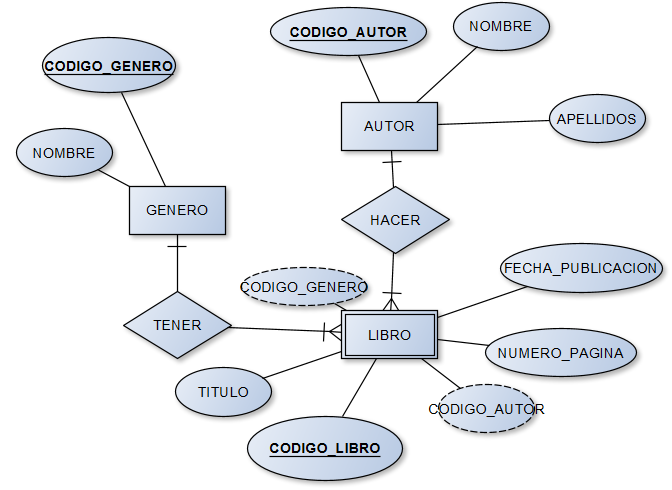 CODIGO_AUTOR
NOMBRE
CODIGO_GENERO
APELLIDOS
AUTOR
NOMBRE
GENERO
HACER
FECHA_PUBLICACION
CODIGO_GENERO
TENER
LIBRO
NUMERO_PAGINA
TITULO
CODIGO_AUTOR
CODIGO_LIBRO